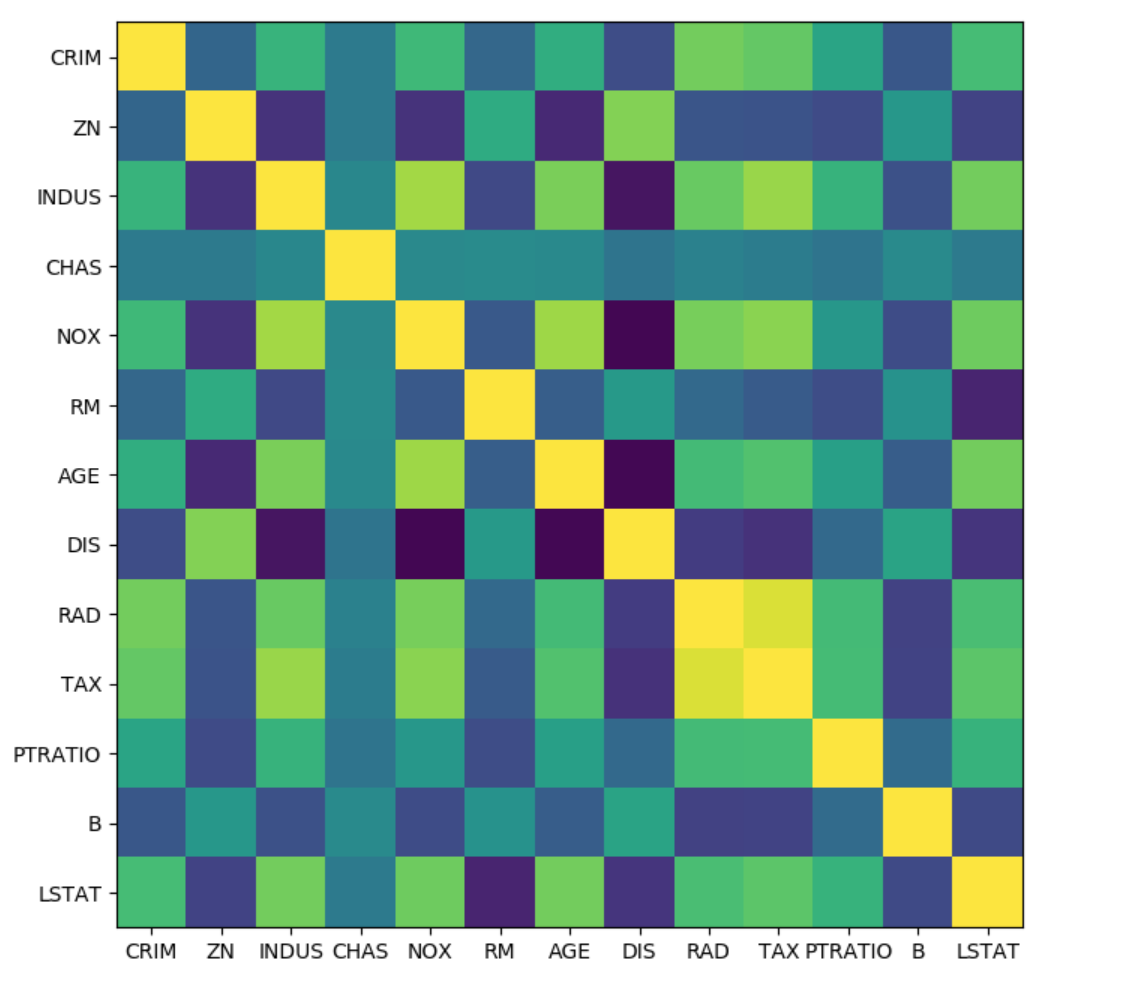 CRIM
ZN
INDUS
CHAS
NOX
RM
AGE
DIS
RAD
TAX
PTRATIO
B
LSTAT
CRIM ZN INDUS CHAS NOX RM AGE DIS RAD TAX PTRATIO B LSTAT